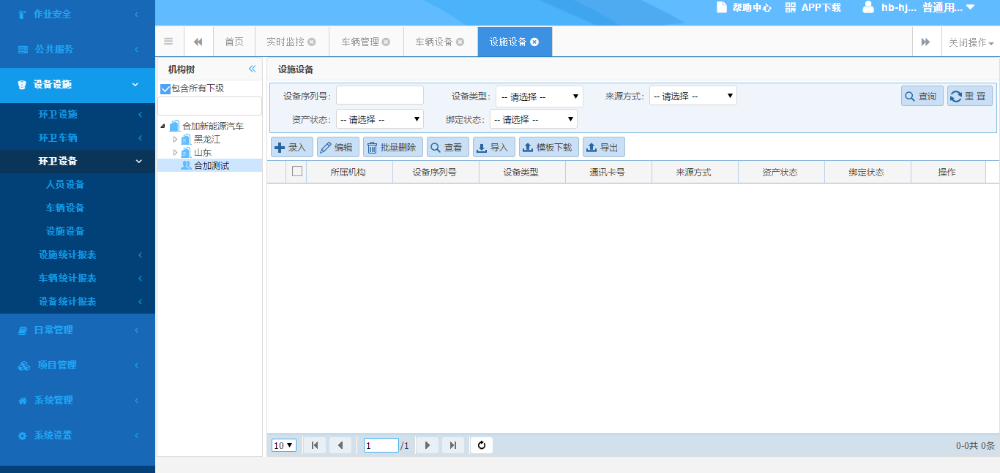 帮助中心 APP下载 hb-hj... 普通用...
作业安全
公共服务
设备设施
环卫设施
环卫车辆
环卫设备
人员设备
车辆设备
设施设备
设施统计报表
车辆统计报表
设备统计报表
日常管理
项目管理
系统管理
系统设置
首页 实时监控 车辆管理 车辆设备 设施设备 关闭操作
机构树
包含所有下级
合加新能源汽车
黑龙江
山东
合加测试
设施设备
设备序列号: 设备类型: -- 请选择 -- 来源方式: -- 请选择 -- 查询 重 置
资产状态: -- 请选择 -- 绑定状态: -- 请选择 --
录入 编辑 批量删除 查看 导入 模板下载 导出
所属机构 设备序列号 设备类型 通讯卡号 来源方式 资产状态 绑定状态 操作
10 1 /1 0-0共 0条